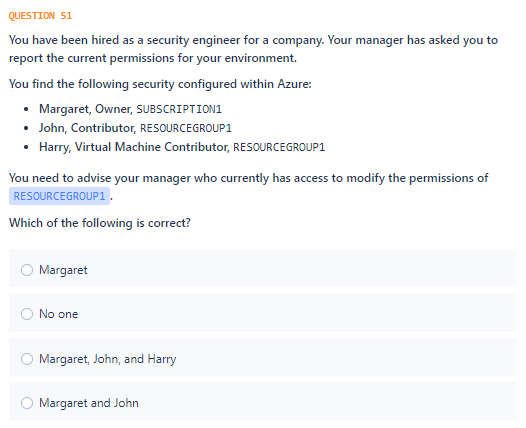 QUESTION 51
You have been hired as a security engineer for a company. Your manager has asked you to
report the current permissions for your environment.
You find the following security configured within Azure:
• Margaret, Owner, SUBSCRIPTION1
• John, Contributor, RESOURCEGROUP1
• Harry, Virtual Machine Contributor, RESOURCEGROUP1
You need to advise your manager who currently has access to modify the permissions of
RESOURCEGROUP1 .
Which of the following is correct?
Margaret
No one
Margaret, John, and Harry
Margaret and John